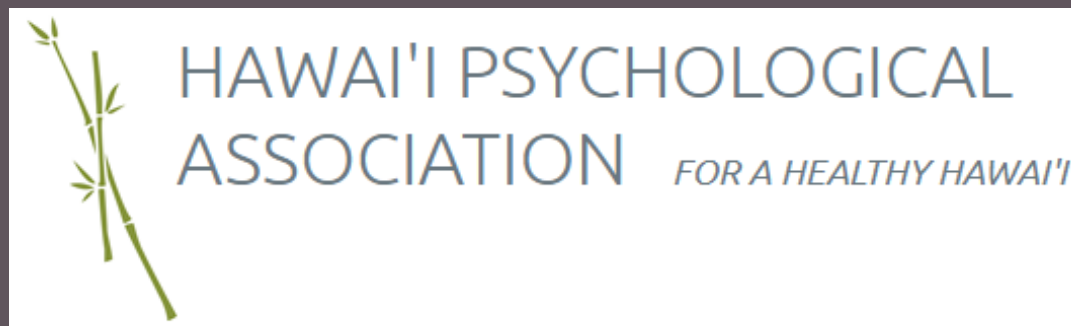 HAWAI'I PSYCHOLOGICAL
ASSOCIATION FOR A HEALTHY HAWAI'I